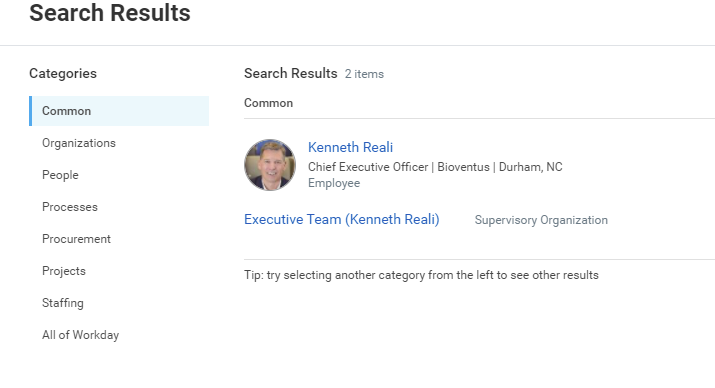 Search Results
Categories
Common
Organizations
People
Processes
Procurement
Projects
Staffing
All of Workday
Search Results 2 items
Common
Kenneth Reali
Chief Executive Officer | Bioventus | Durham, NC
Employee
Executive Team (Kenneth Reali) Supervisory Organization
Tip: try selecting another category from the left to see other results